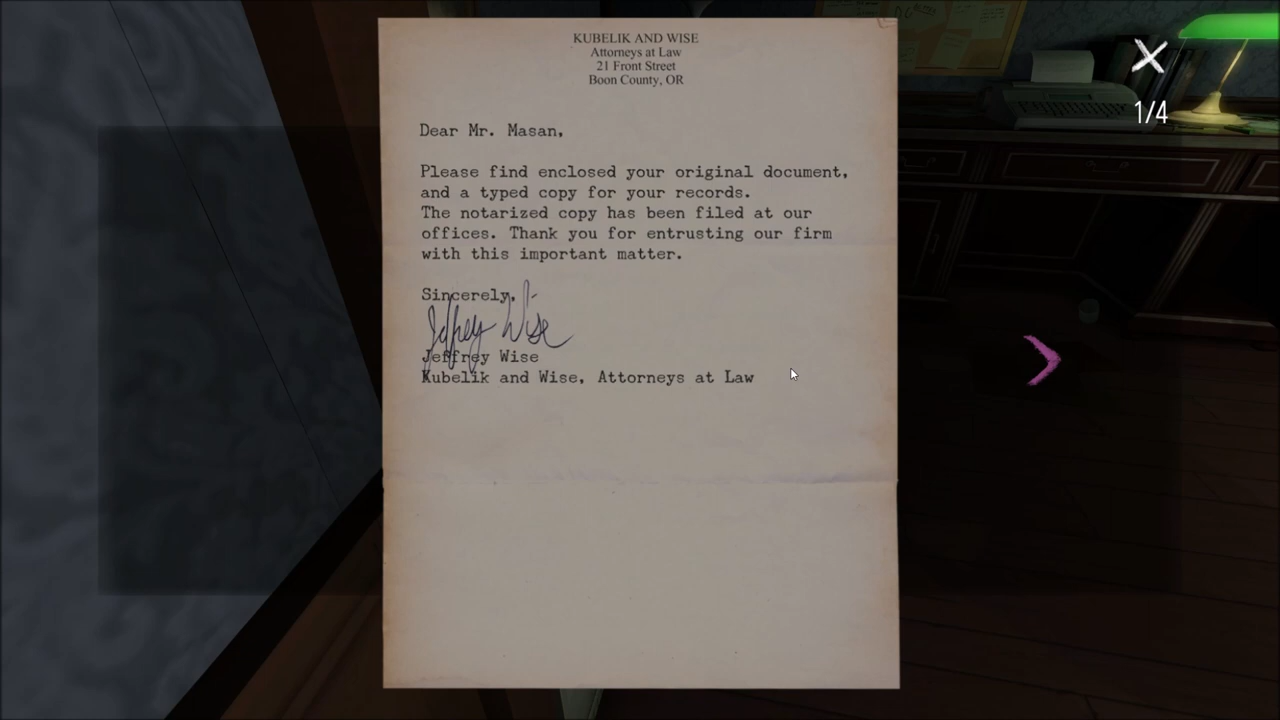 KUBELIK AND WISE
Attorneys at Law
21 Front Street
Boon County, OR
1/4
Dear Mr. Masan,
Please find enclosed your original document,
and a typed copy for your records.
The notarized copy has been filed at our
offices. Thank you for entrusting our firm
with this important matter.
Sincerely,
Jeffrey Wise
Jeffrey Wise
Kubelik and Wise, Attorneys at Law